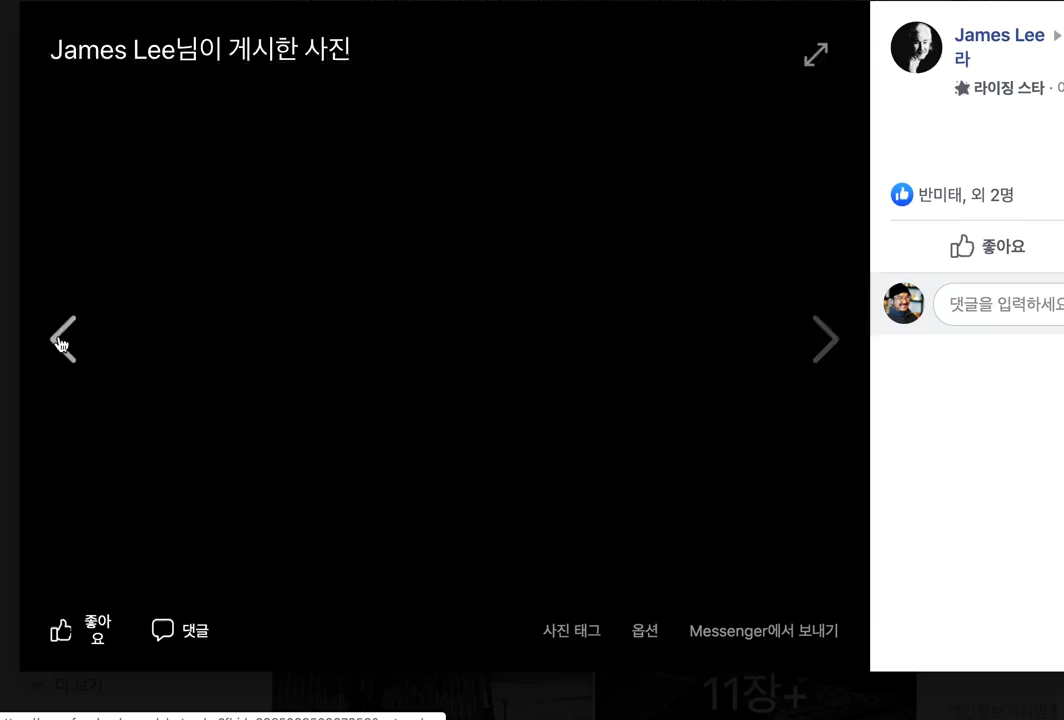 James Lee님이 게시한 사진
James Lee
라
라이징 스타 ·
반미태, 외 2명
좋아요
댓글을 입력하세요
좋아
요
댓글
사진 태그
옵션
Messenger에서 보내기
더 보기
11장+